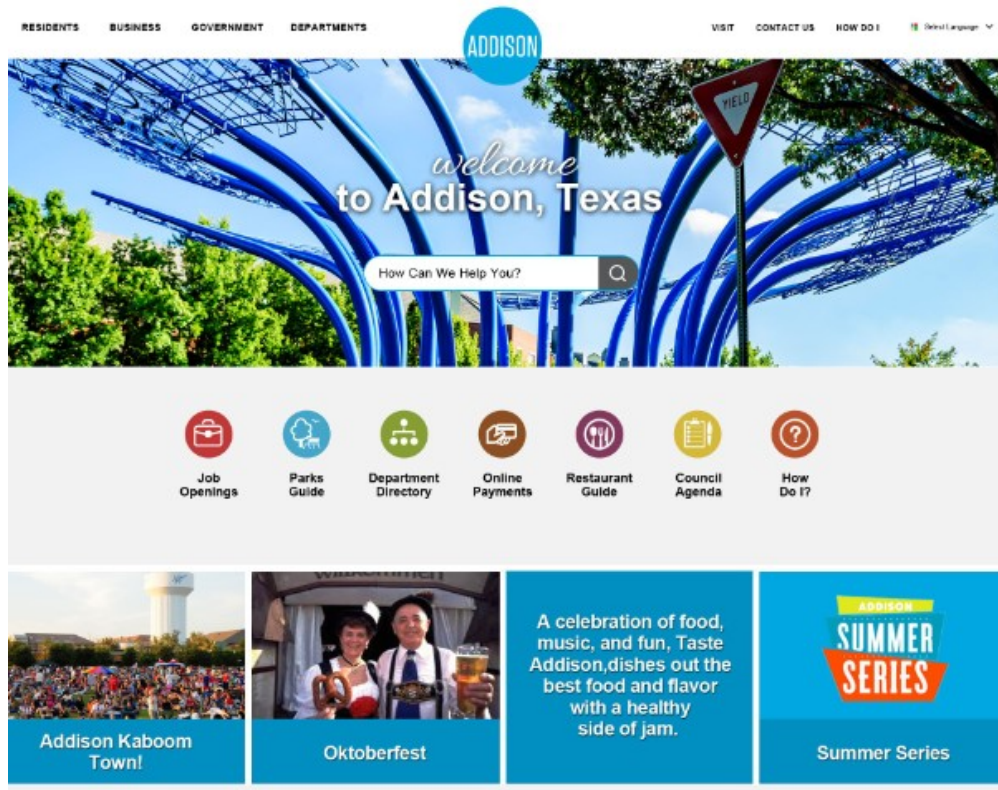 RESIDENTS BUSINESS GOVERNMENT DEPARTMENTS
ADDISON
VISIT CONTACT US HOW DO I Select Language
YIELD
welcome
to Addison, Texas
How Can We Help You?
Job
Openings
Parks
Guide
Department
Directory
Online
Payments
Restaurant
Guide
Council
Agenda
How
Do I?
Addison Kaboom
Town!
Willkommen
Oktoberfest
A celebration of food,
music, and fun, Taste
Addison,dishes out the
best food and flavor
with a healthy
side of jam.
ADDISON
SUMMER
SERIES
Summer Series